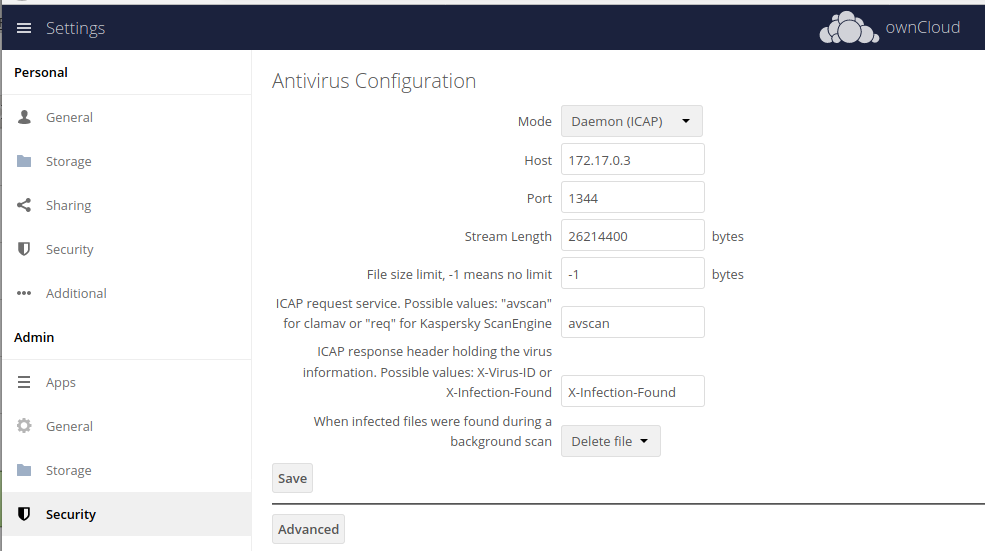 Settings
ownCloud
Personal
General
Storage
Sharing
Security
Additional
Admin
Apps
General
Storage
Security
Antivirus Configuration
Mode Daemon (ICAP)
Host 172.17.0.3
Port 1344
Stream Length 26214400 bytes
File size limit, -1 means no limit -1 bytes
ICAP request service. Possible values: "avscan"
for clamav or "req" for Kaspersky ScanEngine avscan
ICAP response header holding the virus
information. Possible values: X-Virus-ID or
X-Infection-Found X-Infection-Found
When infected files were found during a
background scan Delete file
Save
Advanced